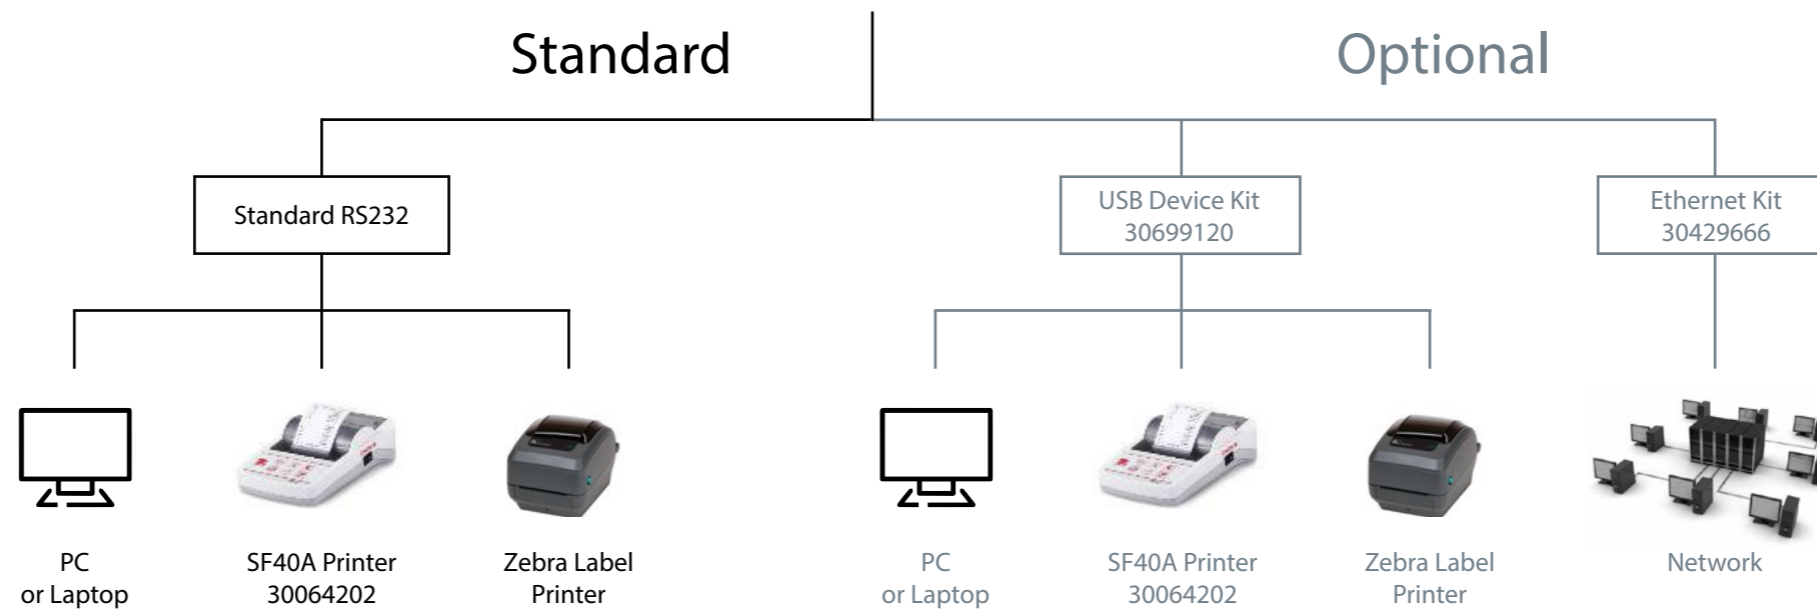 Standard
Optional
Standard RS232
USB Device Kit
30699120
Ethernet Kit
30429666
PC
or Laptop
SF40A Printer
30064202
Zebra Label
Printer
PC
or Laptop
SF40A Printer
30064202
Zebra Label
Printer
Network